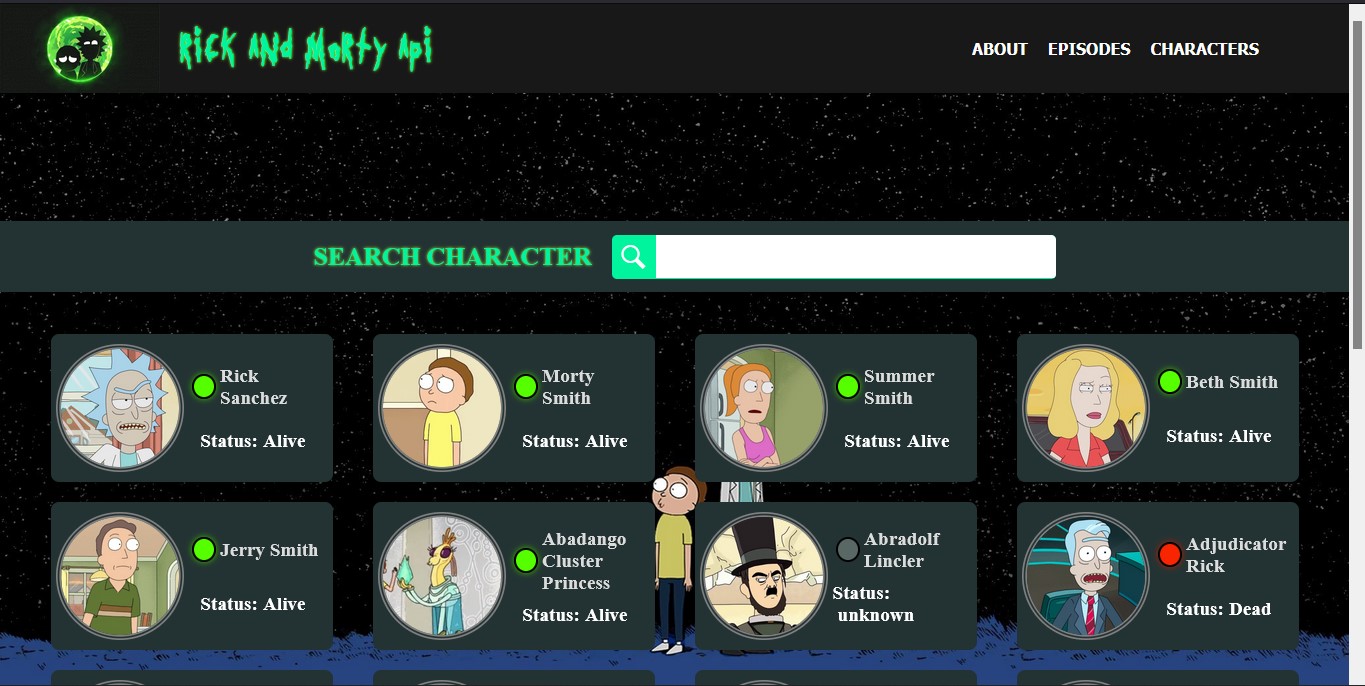 Rick and Morty Api
ABOUT EPISODES CHARACTERS
SEARCH CHARACTER
Rick
Sanchez
Status: Alive
Morty
Smith
Status: Alive
Summer
Smith
Status: Alive
Beth Smith
Status: Alive
Jerry Smith
Status: Alive
Abadango
Cluster
Princess
Status: Alive
Abradolf
Lincler
Status:
unknown
Adjudicator
Rick
Status: Dead